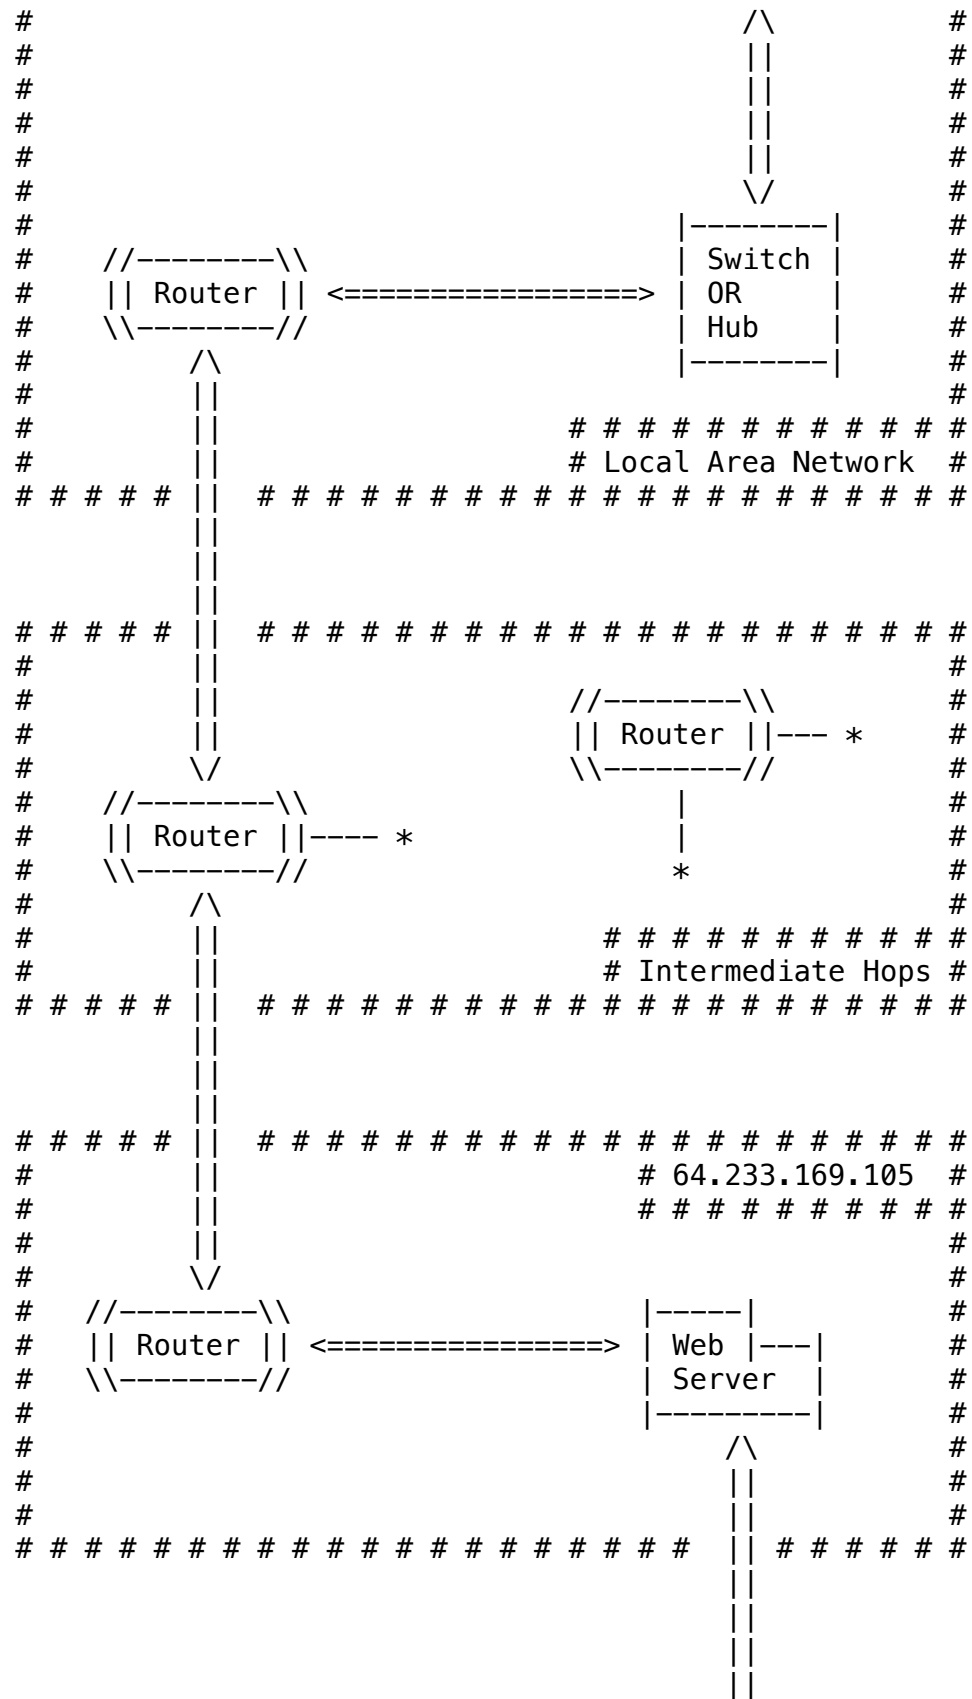 Switch
Router OR
Hub
Local Area Network
Router
Router
Intermediate Hops
64.233.169.105
Router Web
Server